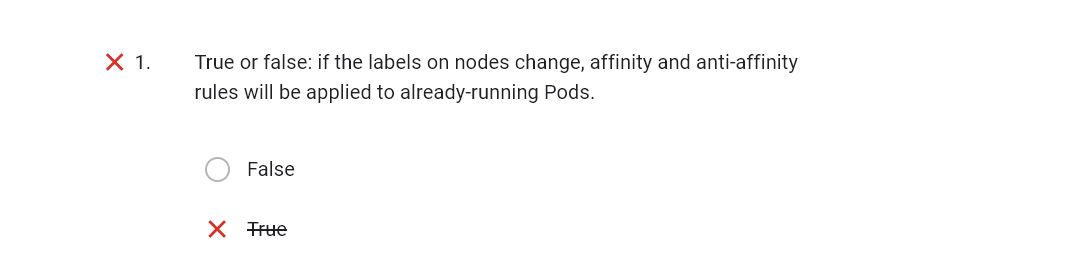 1. True or false: if the labels on nodes change, affinity and anti-affinity
rules will be applied to already-running Pods.
False
True